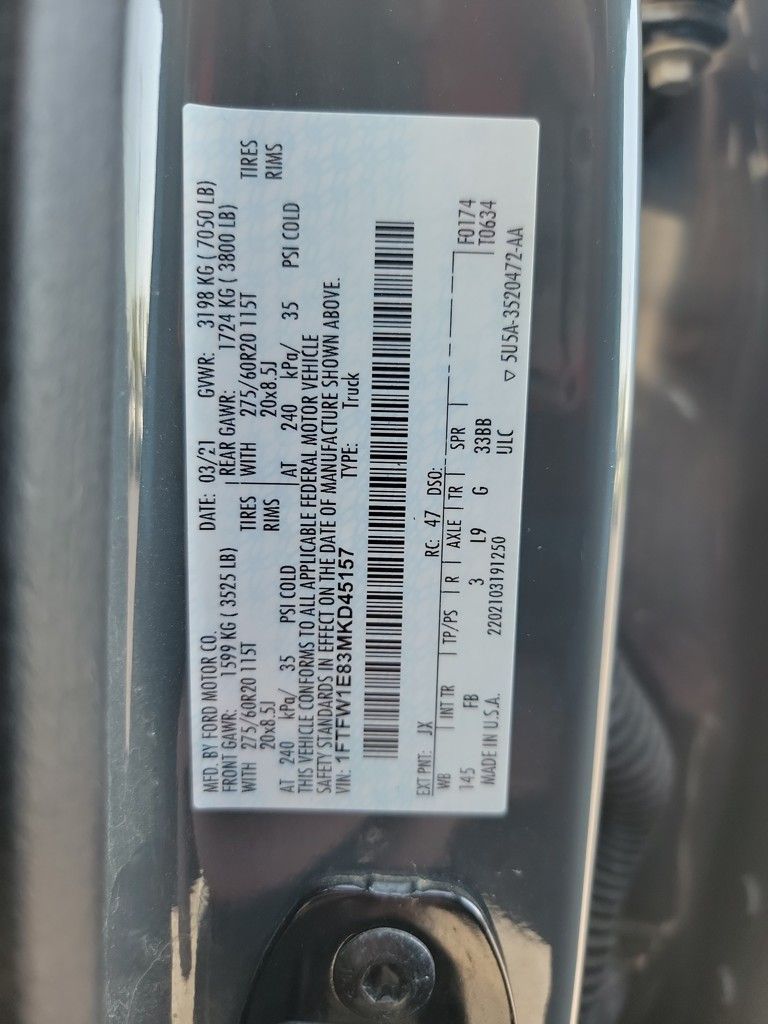 MFD. BY FORD MOTOR CO. DATE: 03/21 GVWR: 3198 KG ( 7050 LB)
FRONT GAWR: 1599 KG ( 3525 LB) REAR GAWR: 1724 KG ( 3800 LB)
WITH 275/60R20 115T TIRES WITH 275/60R20 115T TIRES
20x8.5J RIMS 20x8.5J RIMS
AT 240 kPa/ 35 PSI COLD AT 240 kPa/ 35 PSI COLD
THIS VEHICLE CONFORMS TO ALL APPLICABLE FEDERAL MOTOR VEHICLE
SAFETY STANDARDS IN EFFECT ON THE DATE OF MANUFACTURE SHOWN ABOVE.
VIN: 1FTFW1E83MKD45157 TYPE: Truck
EXT PNT: JX RC: 47 DSO: F0174
WB INT TR TP/PS R AXLE TR SPR T0634
145 FB 3 L9 G 33BB
MADE IN U.S.A. 2202103191250 ULC ▽ 5U5A-3520472-AA